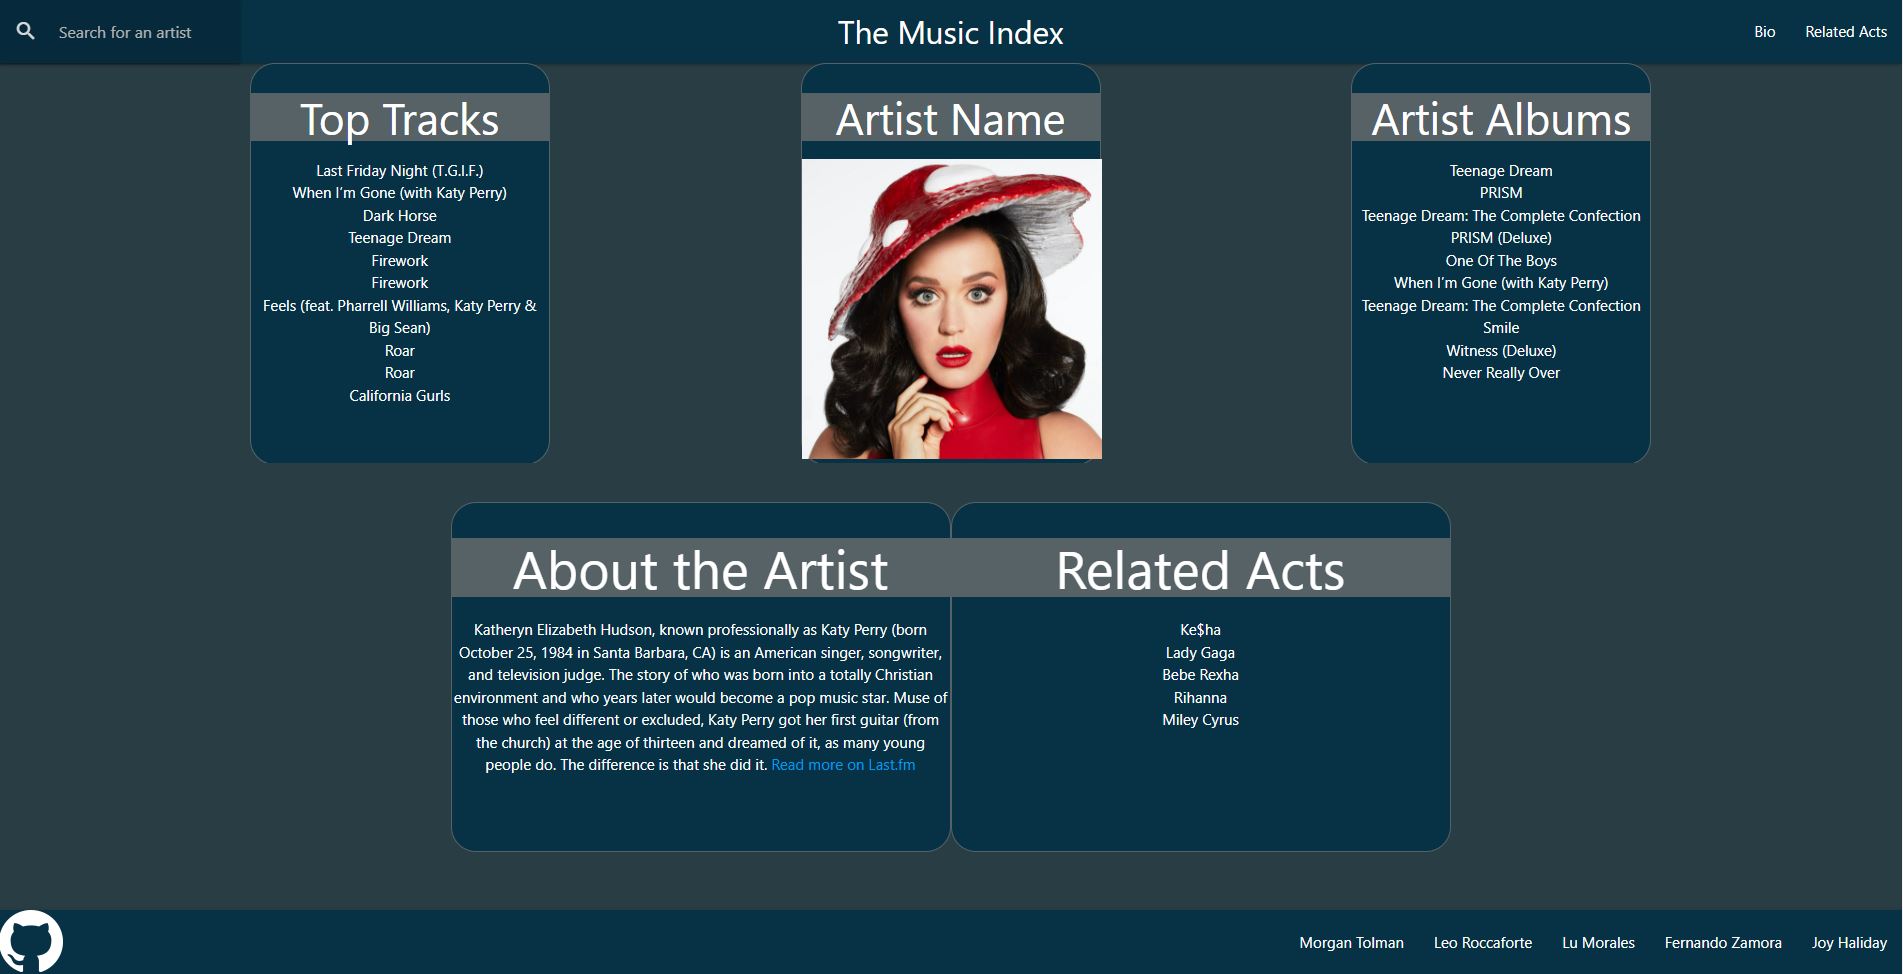 Search for an artist
The Music Index
Bio
Related Acts
Top Tracks
Last Friday Night (T.G.I.F.)
When I’m Gone (with Katy Perry)
Dark Horse
Teenage Dream
Firework
Firework
Feels (feat. Pharrell Williams, Katy Perry &
Big Sean)
Roar
Roar
California Gurls
Artist Name
Artist Albums
Teenage Dream
PRISM
Teenage Dream: The Complete Confection
PRISM (Deluxe)
One Of The Boys
When I’m Gone (with Katy Perry)
Teenage Dream: The Complete Confection
Smile
Witness (Deluxe)
Never Really Over
About the Artist
Katheryn Elizabeth Hudson, known professionally as Katy Perry (born
October 25, 1984 in Santa Barbara, CA) is an American singer, songwriter,
and television judge. The story of who was born into a totally Christian
environment and who years later would become a pop music star. Muse of
those who feel different or excluded, Katy Perry got her first guitar (from
the church) at the age of thirteen and dreamed of it, as many young
people do. The difference is that she did it. Read more on Last.fm
Related Acts
Ke$ha
Lady Gaga
Bebe Rexha
Rihanna
Miley Cyrus
Morgan Tolman
Leo Roccaforte
Lu Morales
Fernando Zamora
Joy Haliday